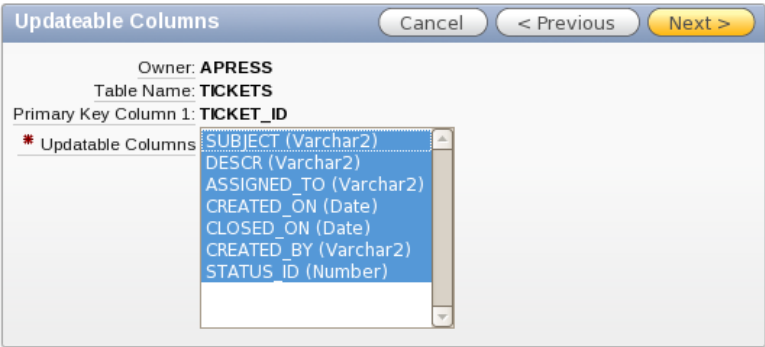 Updateable Columns
Cancel
< Previous
Next >
Owner: APRESS
Table Name: TICKETS
Primary Key Column 1: TICKET_ID
* Updatable Columns
SUBJECT (Varchar2)
DESCR (Varchar2)
ASSIGNED_TO (Varchar2)
CREATED_ON (Date)
CLOSED_ON (Date)
CREATED_BY (Varchar2)
STATUS_ID (Number)